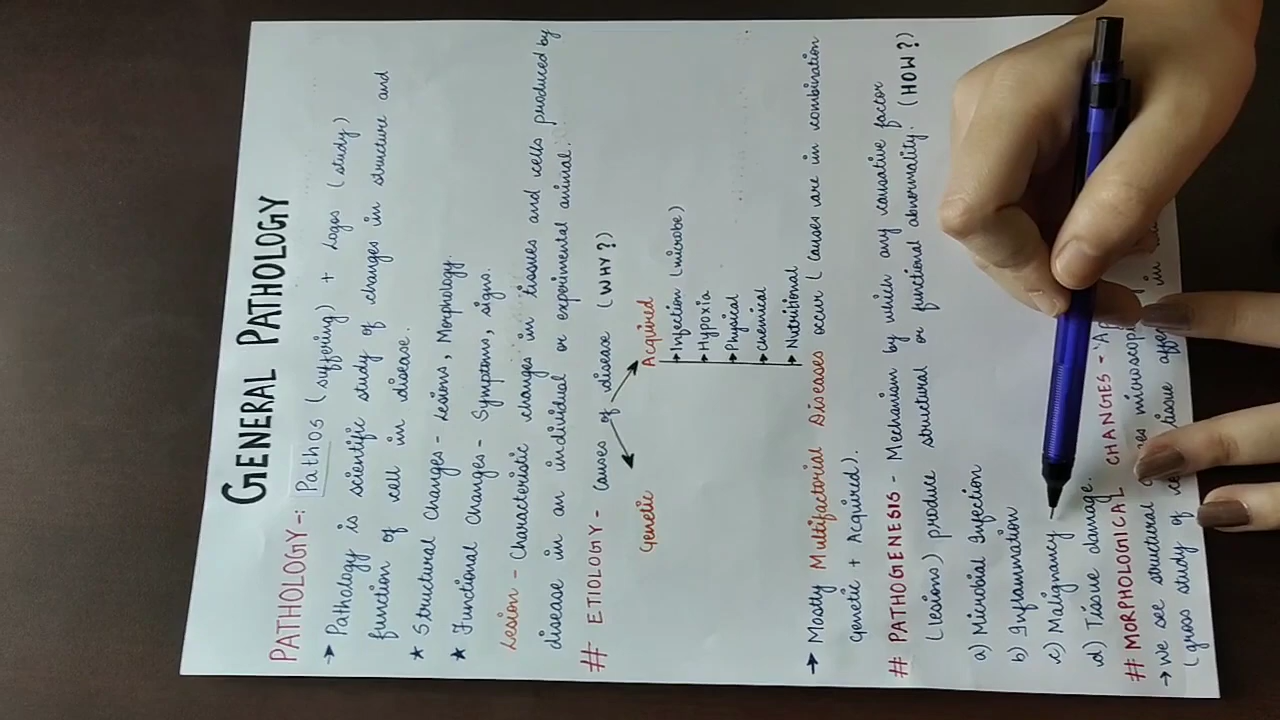 GENERAL PATHOLOGY
PATHOLOGY-: Pathos (suffering) + Logos (study)
→ Pathology is scientific study of changes in structure and
function of cell in disease.
★ Structural Changes - Lesions, Morphology.
★ Functional Changes - Symptoms, signs.
Lesion - Characteristic changes in tissues and cells produced by
disease in an individual or experimental animal.
# ETIOLOGY - Causes of disease (WHY?)
Genetic
Acquired
→ Infection (microbe)
→ Hypoxia
→ Physical
→ chemical
→ Nutritional
→ Mostly Multifactorial Diseases occur (causes are in combination
Genetic + Acquired).
# PATHOGENESIS - Mechanism by which any causative factor
(lesions) produce structural or functional abnormality. (HOW?)
a) Microbial Infection
b) Inflammation
c) Malignancy
d) Tissue damage.
# MORPHOLOGICAL CHANGES -
→ We see structural
(gross study of tissue